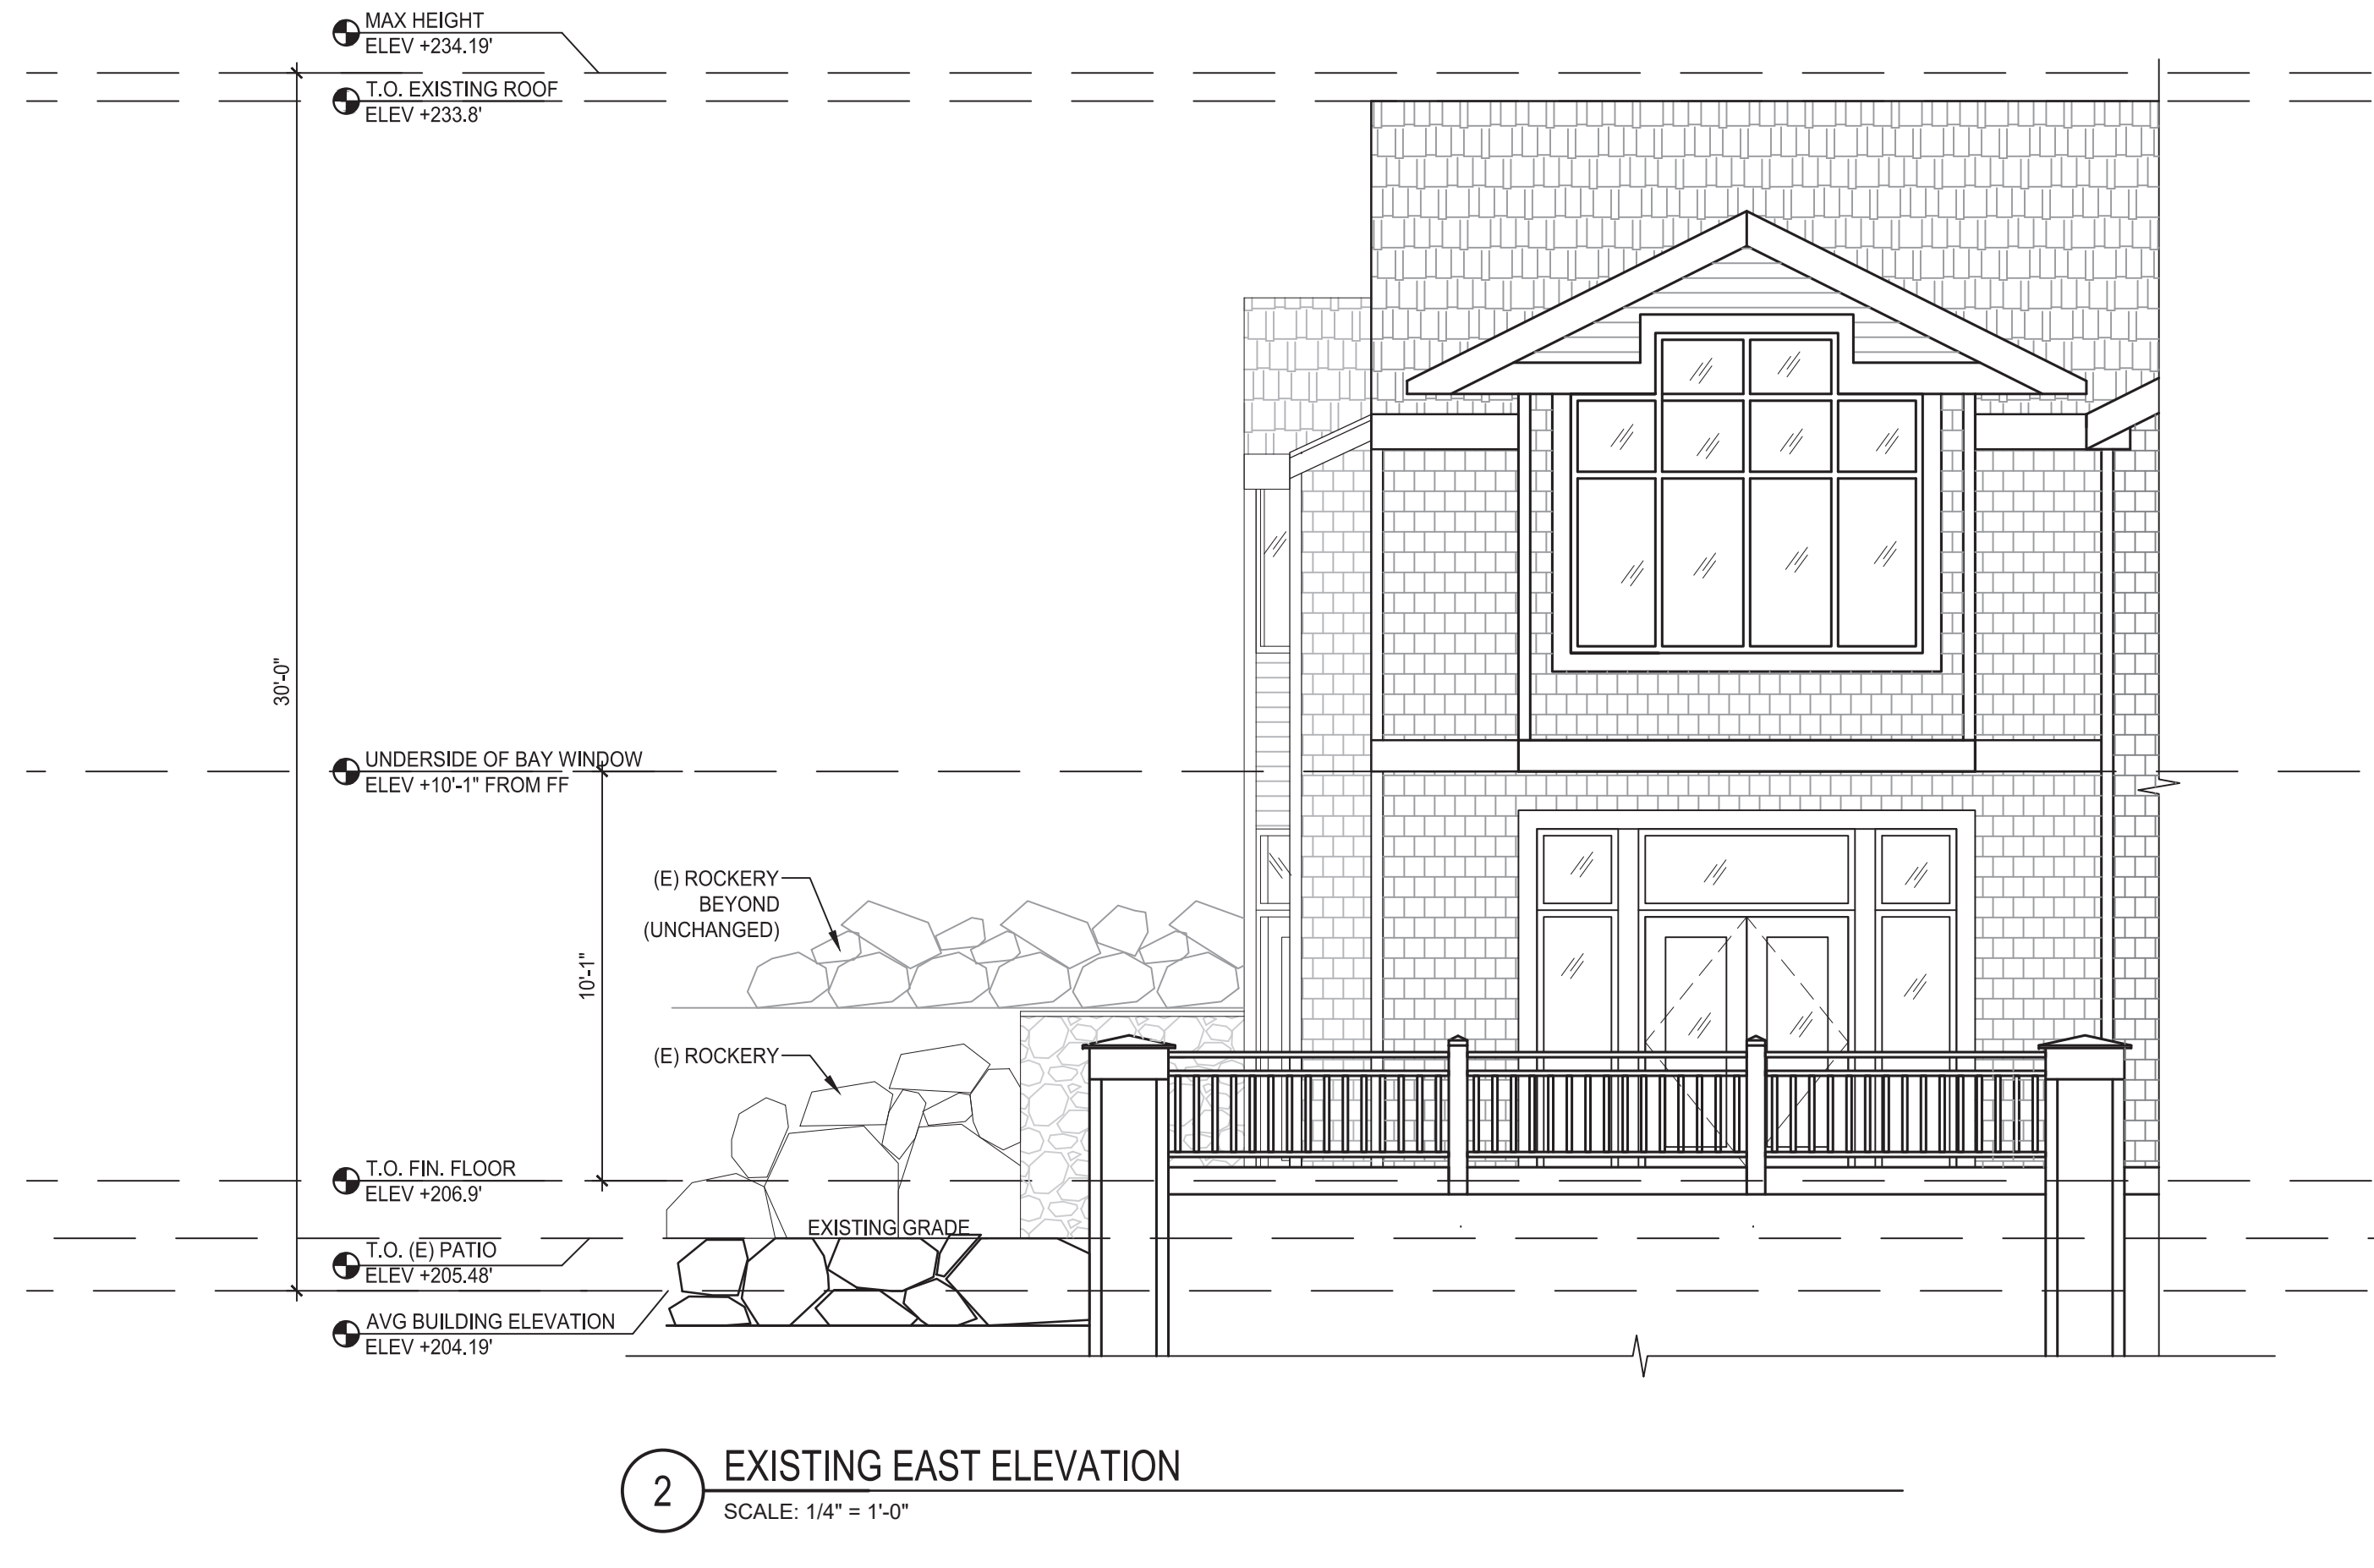 MAX HEIGHT
ELEV +234.19'
T.O. EXISTING ROOF
ELEV +233.8'
30'-0"
UNDERSIDE OF BAY WINDOW
ELEV +10'-1" FROM FF
(E) ROCKERY
BEYOND
(UNCHANGED)
10'-1"
(E) ROCKERY
T.O. FIN. FLOOR
ELEV +206.9'
EXISTING GRADE
T.O. (E) PATIO
ELEV +205.48'
AVG BUILDING ELEVATION
ELEV +204.19'
2
EXISTING EAST ELEVATION
SCALE: 1/4" = 1'-0"